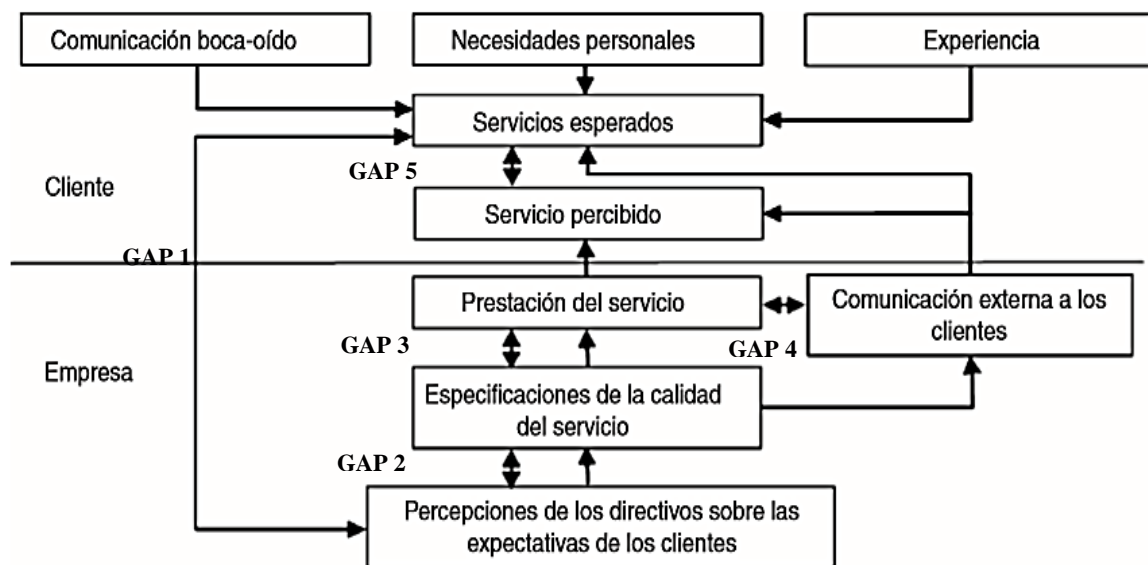 Comunicación boca-oído
Necesidades personales
Experiencia
Servicios esperados
GAP 5
Cliente
Servicio percibido
GAP 1
Prestación del servicio
Comunicación externa a los
clientes
GAP 3
GAP 4
Empresa
Especificaciones de la calidad
del servicio
GAP 2
Percepciones de los directivos sobre las
expectativas de los clientes